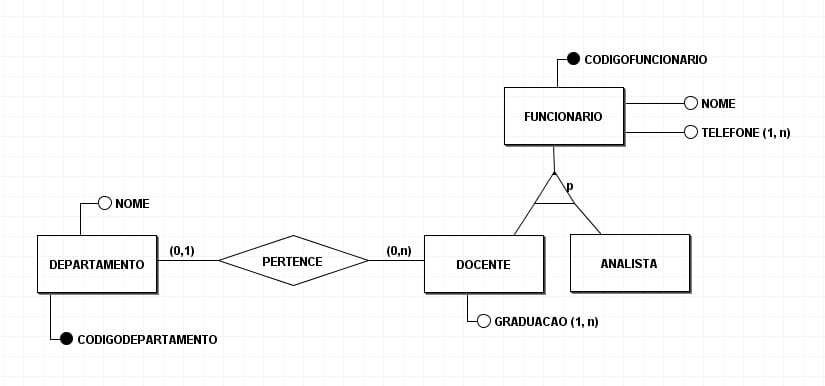 CODIGOFUNCIONARIO
FUNCIONARIO
NOME
TELEFONE (1, n)
p
NOME
DEPARTAMENTO
(0,1)
PERTENCE
(0,n)
DOCENTE
ANALISTA
GRADUACAO (1, n)
CODIGODEPARTAMENTO